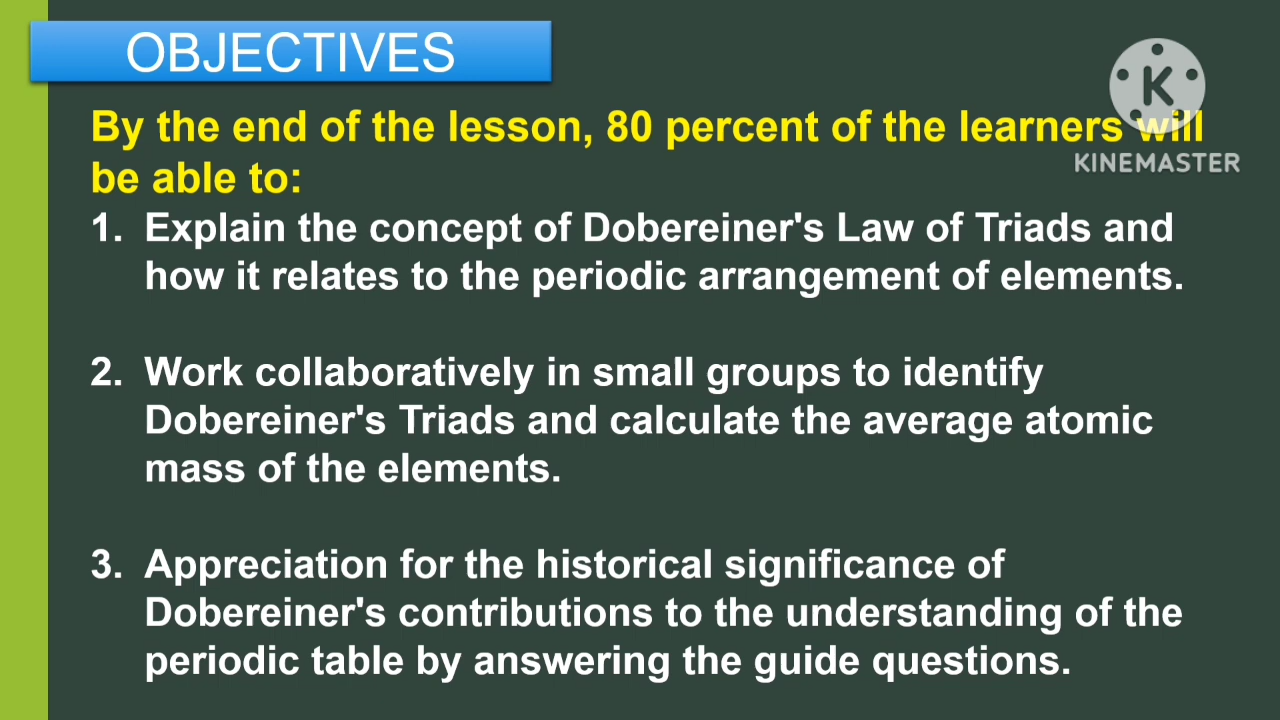 OBJECTIVES
By the end of the lesson, 80 percent of the learners will
be able to:
K
KINEMASTER
1. Explain the concept of Dobereiner's Law of Triads and
how it relates to the periodic arrangement of elements.
2. Work collaboratively in small groups to identify
Dobereiner's Triads and calculate the average atomic
mass of the elements.
3. Appreciation for the historical significance of
Dobereiner's contributions to the understanding of the
periodic table by answering the guide questions.